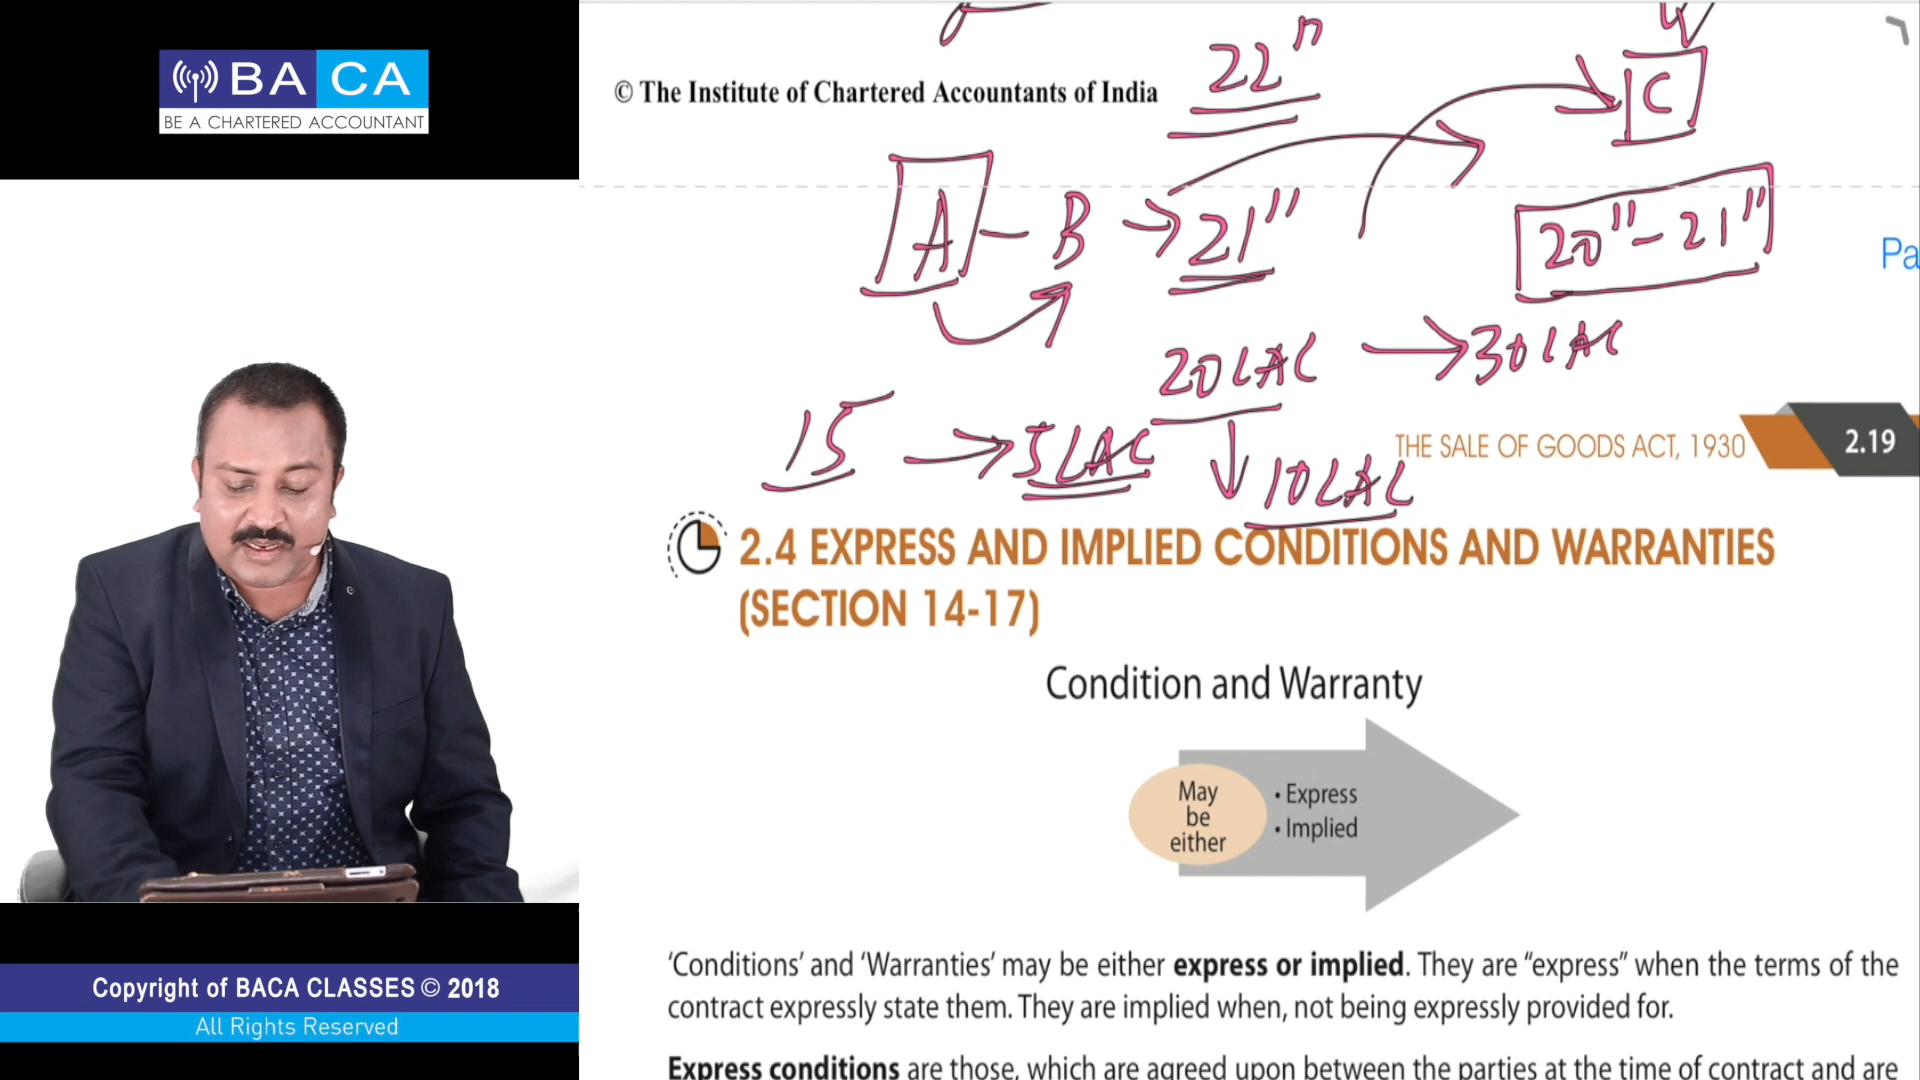 BA CA
BE A CHARTERED ACCOUNTANT
22"
© The Institute of Chartered Accountants of India
C
A - B → 21"
20"-21"
Pa
20 LAC → 30 LAC
15 → 5 LAC
10 LAC
THE SALE OF GOODS ACT, 1930
2.19
2.4 EXPRESS AND IMPLIED CONDITIONS AND WARRANTIES
(SECTION 14-17)
Condition and Warranty
May
be
either
• Express
• Implied
‘Conditions’ and ‘Warranties’ may be either express or implied. They are “express” when the terms of the
contract expressly state them. They are implied when, not being expressly provided for.
Express conditions are those, which are agreed upon between the parties at the time of contract and are
Copyright of BACA CLASSES © 2018
All Rights Reserved